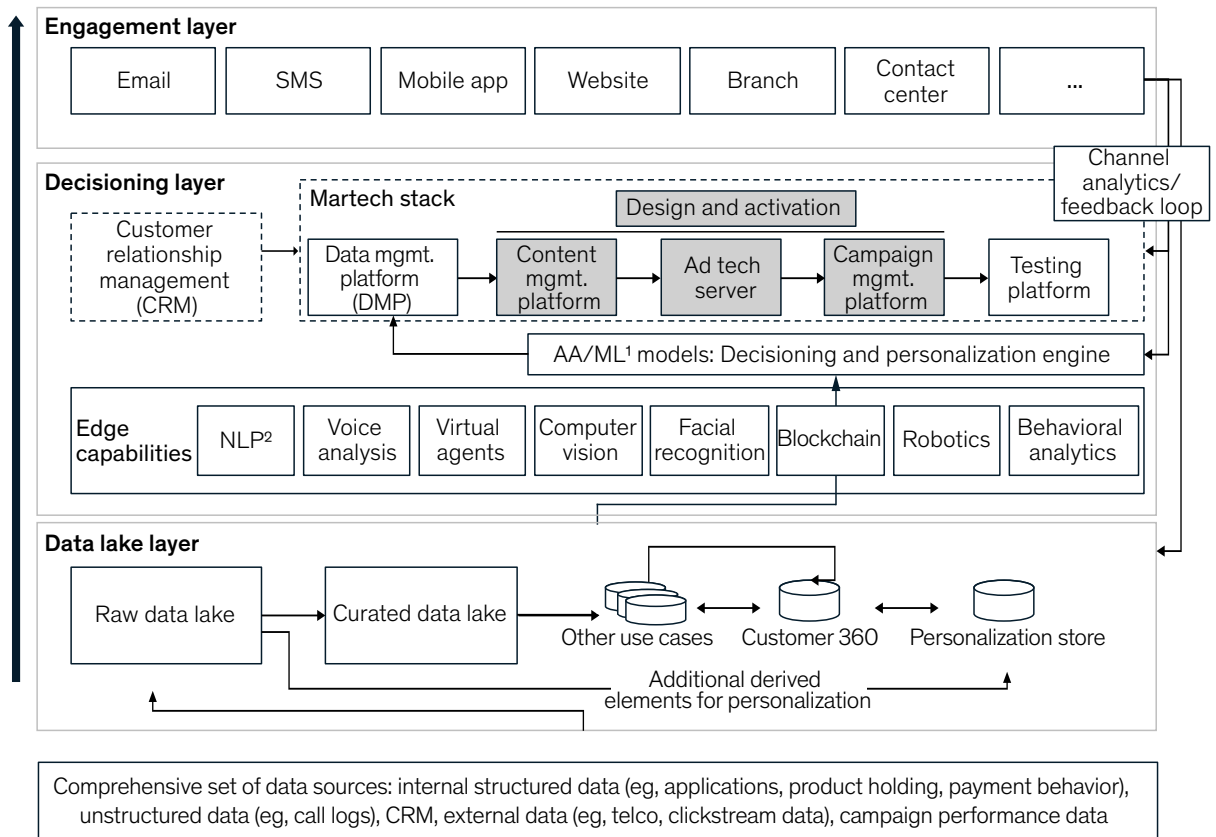 Engagement layer
Email
SMS
Mobile app
Website
Branch
Contact
center
...
Channel
analytics/
feedback loop
Decisioning layer
Customer
relationship
management
(CRM)
Martech stack
Design and activation
Data mgmt.
platform
(DMP)
Content
mgmt.
platform
Ad tech
server
Campaign
mgmt.
platform
Testing
platform
AA/ML¹ models: Decisioning and personalization engine
Edge
capabilities
NLP²
Voice
analysis
Virtual
agents
Computer
vision
Facial
recognition
Blockchain
Robotics
Behavioral
analytics
Data lake layer
Raw data lake
Curated data lake
Other use cases
Customer 360
Personalization store
Additional derived
elements for personalization
Comprehensive set of data sources: internal structured data (eg, applications, product holding, payment behavior),
unstructured data (eg, call logs), CRM, external data (eg, telco, clickstream data), campaign performance data